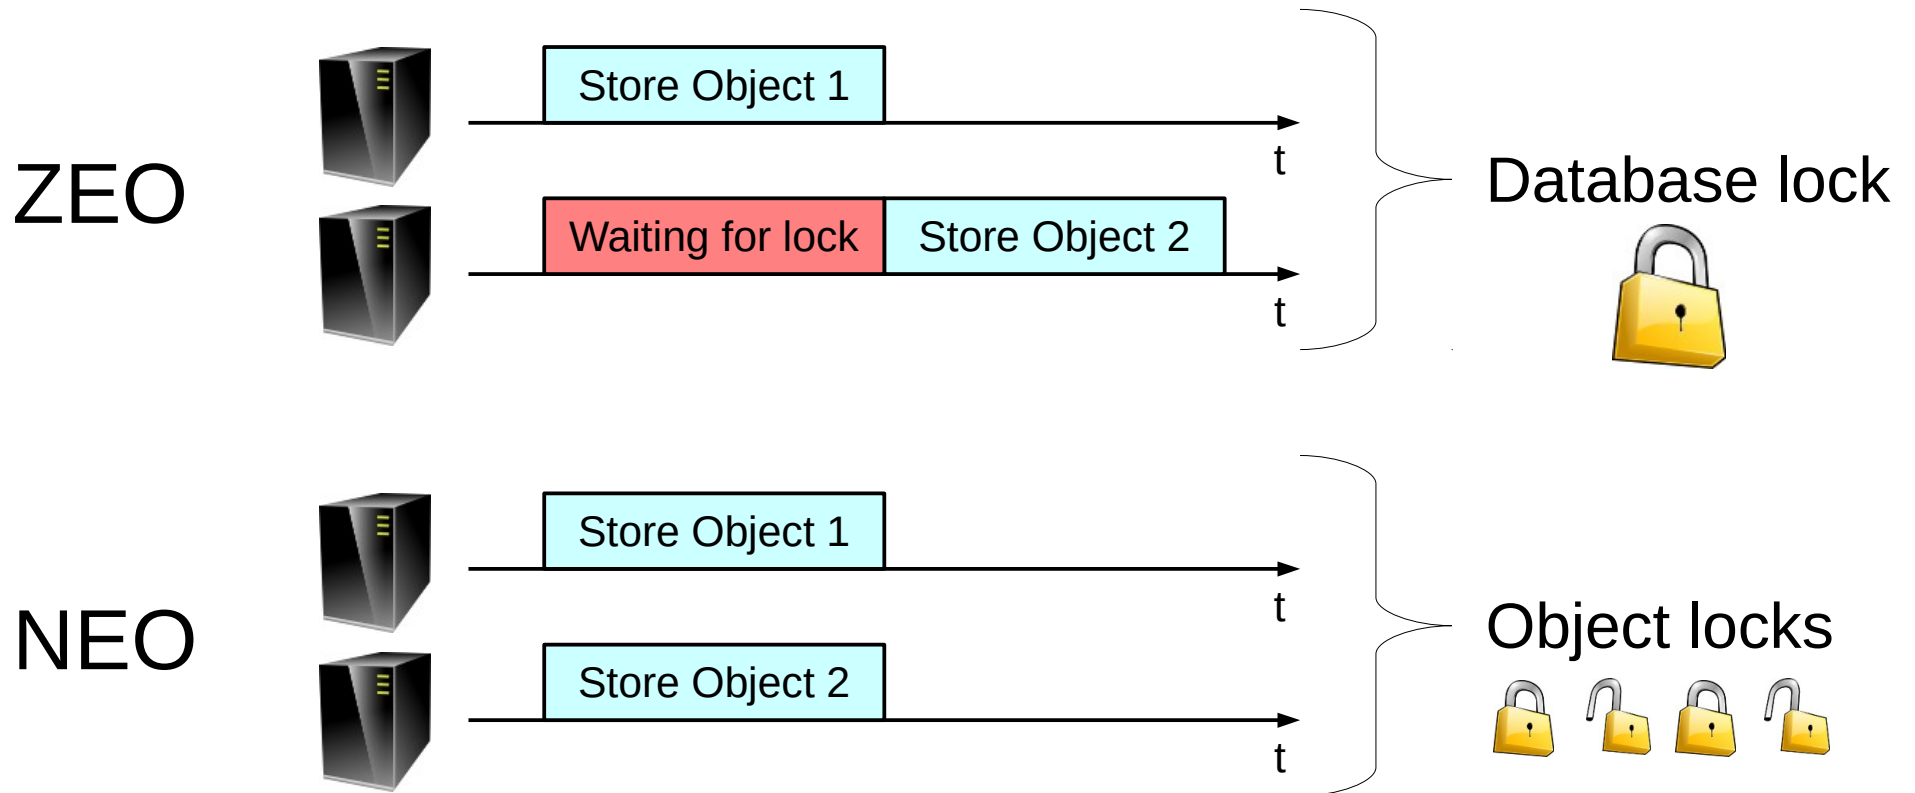 ZEO
Store Object 1
t
Waiting for lock
Store Object 2
t
Database lock
NEO
Store Object 1
t
Store Object 2
t
Object locks